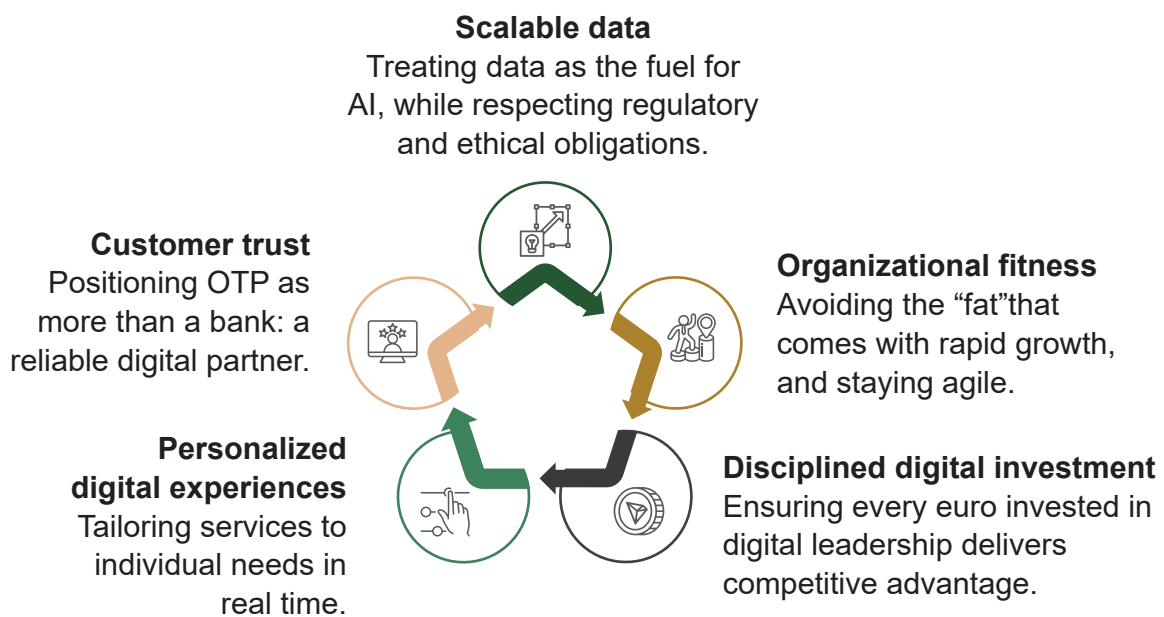 Scalable data
Treating data as the fuel for
AI, while respecting regulatory
and ethical obligations.
Organizational fitness
Avoiding the “fat”that
comes with rapid growth,
and staying agile.
Disciplined digital investment
Ensuring every euro invested in
digital leadership delivers
competitive advantage.
Personalized
digital experiences
Tailoring services to
individual needs in
real time.
Customer trust
Positioning OTP as
more than a bank: a
reliable digital partner.